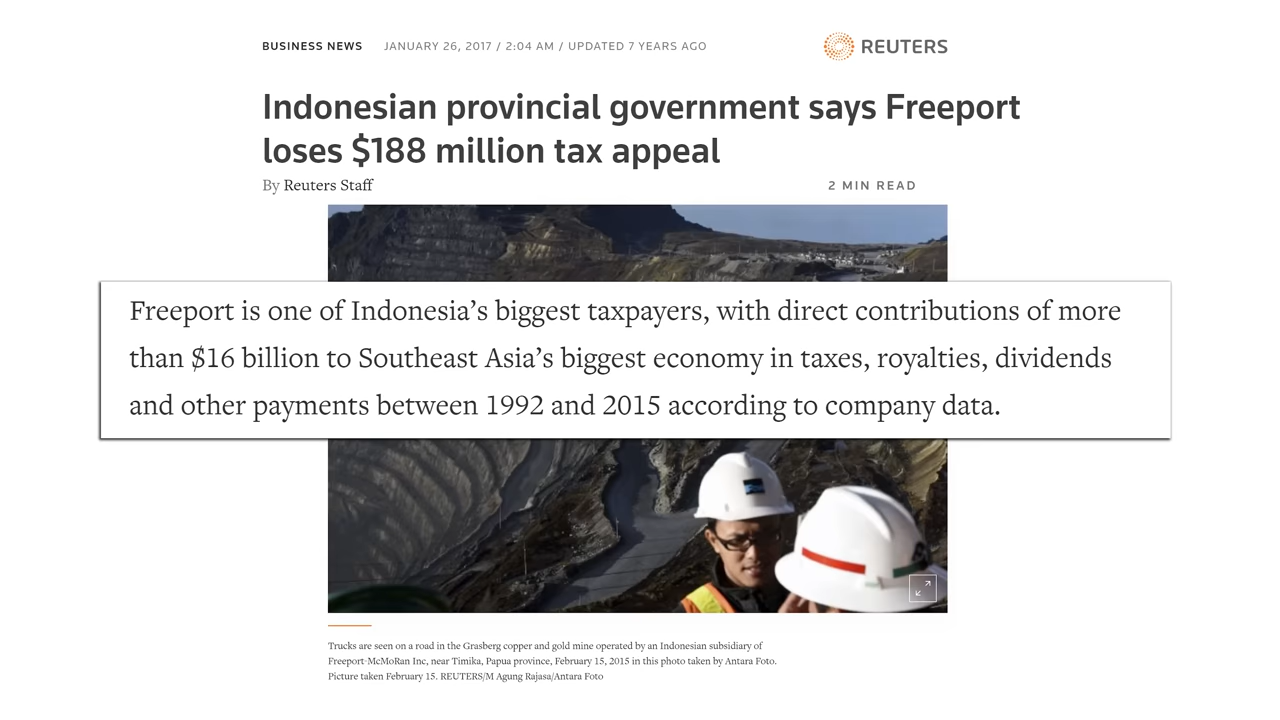 BUSINESS NEWS JANUARY 26, 2017 / 2:04 AM / UPDATED 7 YEARS AGO
REUTERS
Indonesian provincial government says Freeport
loses $188 million tax appeal
By Reuters Staff
2 MIN READ
Freeport is one of Indonesia’s biggest taxpayers, with direct contributions of more
than $16 billion to Southeast Asia’s biggest economy in taxes, royalties, dividends
and other payments between 1992 and 2015 according to company data.
Trucks are seen on a road in the Grasberg copper and gold mine operated by an Indonesian subsidiary of
Freeport-McMoRan Inc, near Timika, Papua province, February 15, 2015 in this photo taken by Antara Foto.
Picture taken February 15. REUTERS/M Agung Rajasa/Antara Foto